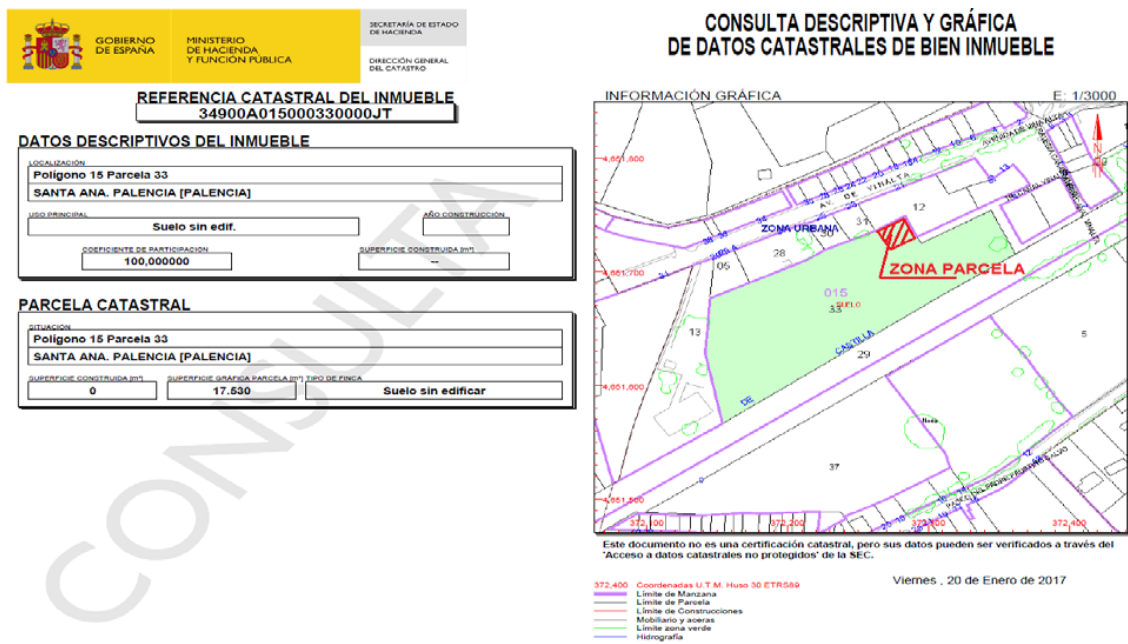 GOBIERNO
DE ESPAÑA
MINISTERIO
DE HACIENDA
Y FUNCIÓN PÚBLICA
SECRETARÍA DE ESTADO
DE HACIENDA
DIRECCIÓN GENERAL
DEL CATASTRO
REFERENCIA CATASTRAL DEL INMUEBLE
34900A015000330000JT
DATOS DESCRIPTIVOS DEL INMUEBLE
LOCALIZACIÓN
Polígono 15 Parcela 33
SANTA ANA. PALENCIA [PALENCIA]
USO PRINCIPAL
Suelo sin edif.
AÑO CONSTRUCCIÓN
COEFICIENTE DE PARTICIPACIÓN
100,000000
SUPERFICIE CONSTRUIDA [m²]
--
PARCELA CATASTRAL
SITUACIÓN
Polígono 15 Parcela 33
SANTA ANA. PALENCIA [PALENCIA]
SUPERFICIE CONSTRUIDA [m²]
0
SUPERFICIE GRÁFICA PARCELA [m²]
17.530
TIPO DE FINCA
Suelo sin edificar
CONSULTA
CONSULTA DESCRIPTIVA Y GRÁFICA
DE DATOS CATASTRALES DE BIEN INMUEBLE
INFORMACIÓN GRÁFICA
E: 1/3000
4,651,800
AV. DE VIÑALTA
12
31
30
28
05
ZONA URBANA
4,651,700
ZONA PARCELA
015
SUELO
33
13
CASTILLA
29
5
4,651,600
DE
37
4,651,500
372,100
372,200
372,400
Este documento no es una certificación catastral, pero sus datos pueden ser verificados a través del
'Acceso a datos catastrales no protegidos' de la SEC.
372,400 Coordenadas U.T.M. Huso 30 ETRS89
Límite de Manzana
Límite de Parcela
Límite de Construcciones
Mobiliario y aceras
Límite zona verde
Hidrografía
Viernes , 20 de Enero de 2017